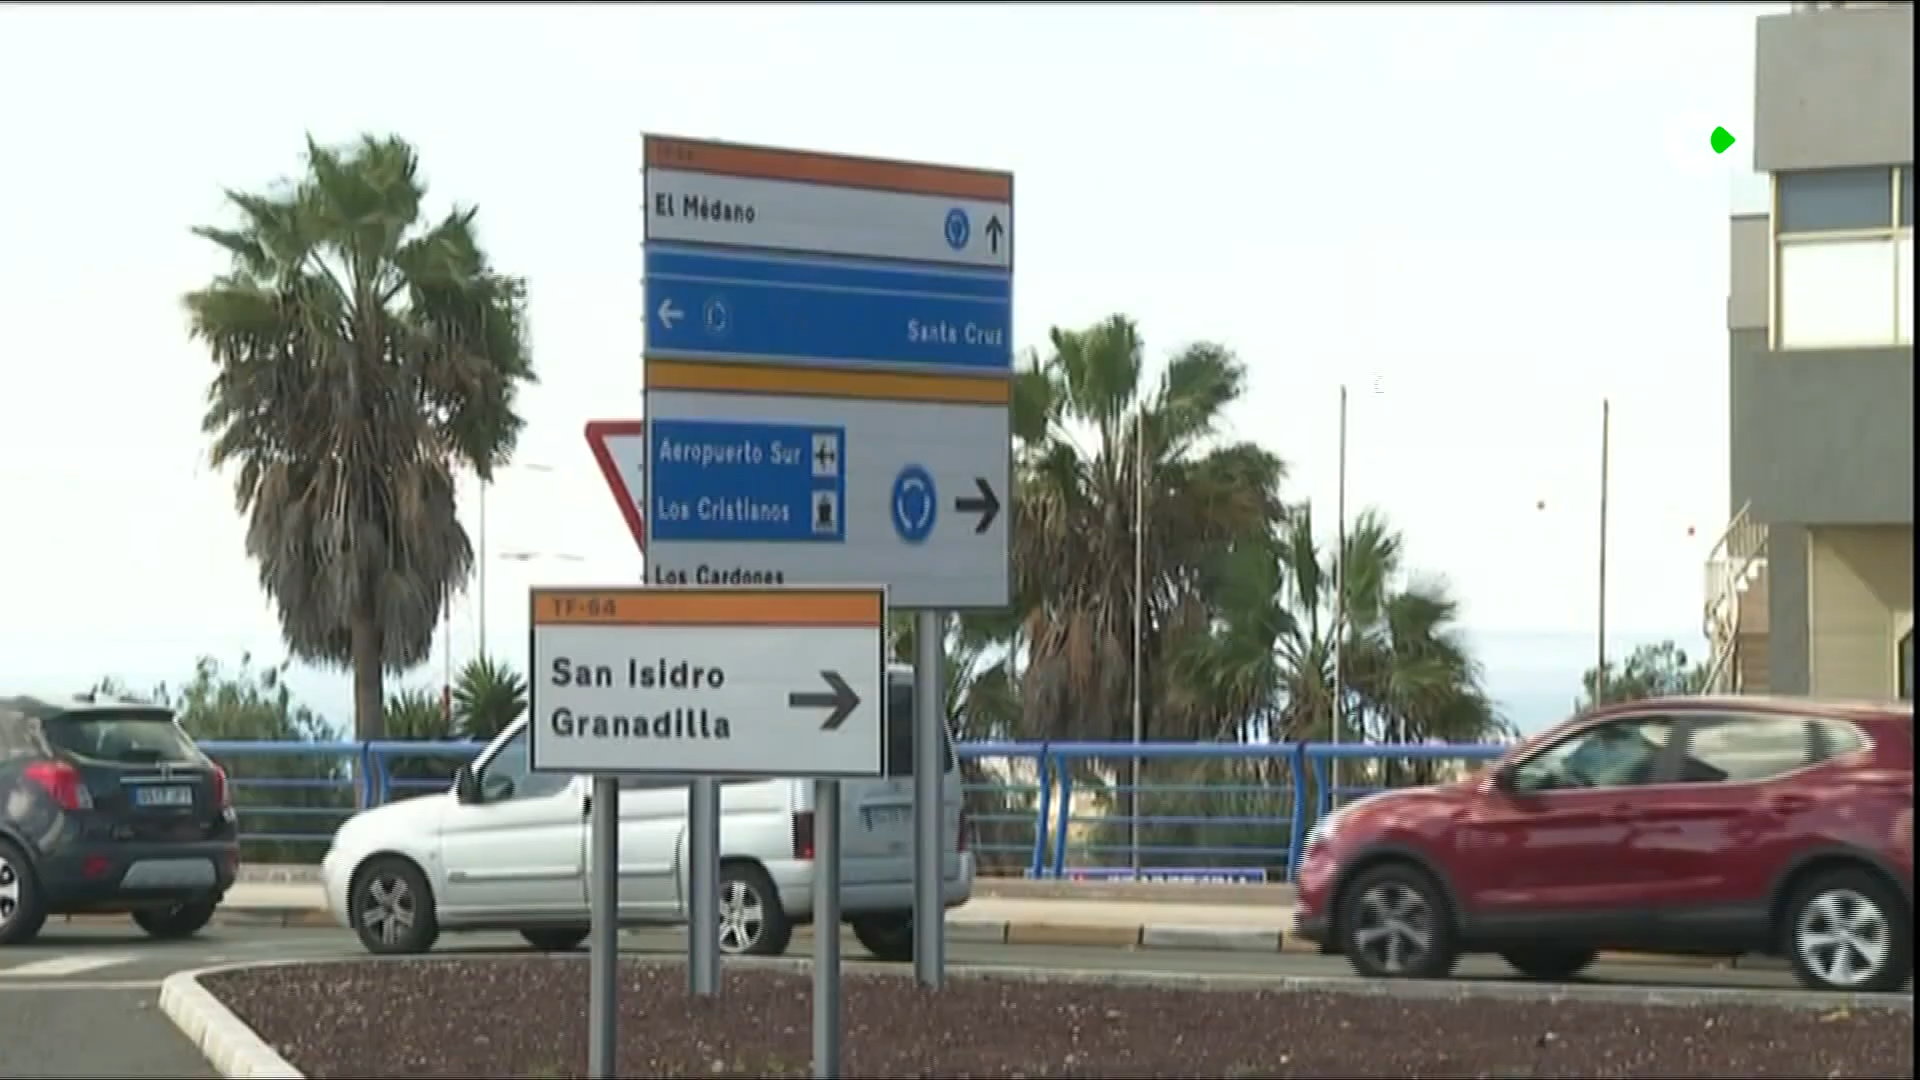 El Médano
Santa Cruz
Aeropuerto Sur
Los Cristianos
Los Cardones
TF-64
San Isidro
Granadilla